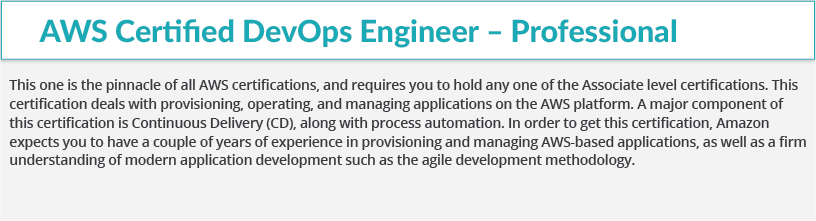 AWS Certified DevOps Engineer – Professional
This one is the pinnacle of all AWS certifications, and requires you to hold any one of the Associate level certifications. This
certification deals with provisioning, operating, and managing applications on the AWS platform. A major component of
this certification is Continuous Delivery (CD), along with process automation. In order to get this certification, Amazon
expects you to have a couple of years of experience in provisioning and managing AWS-based applications, as well as a firm
understanding of modern application development such as the agile development methodology.